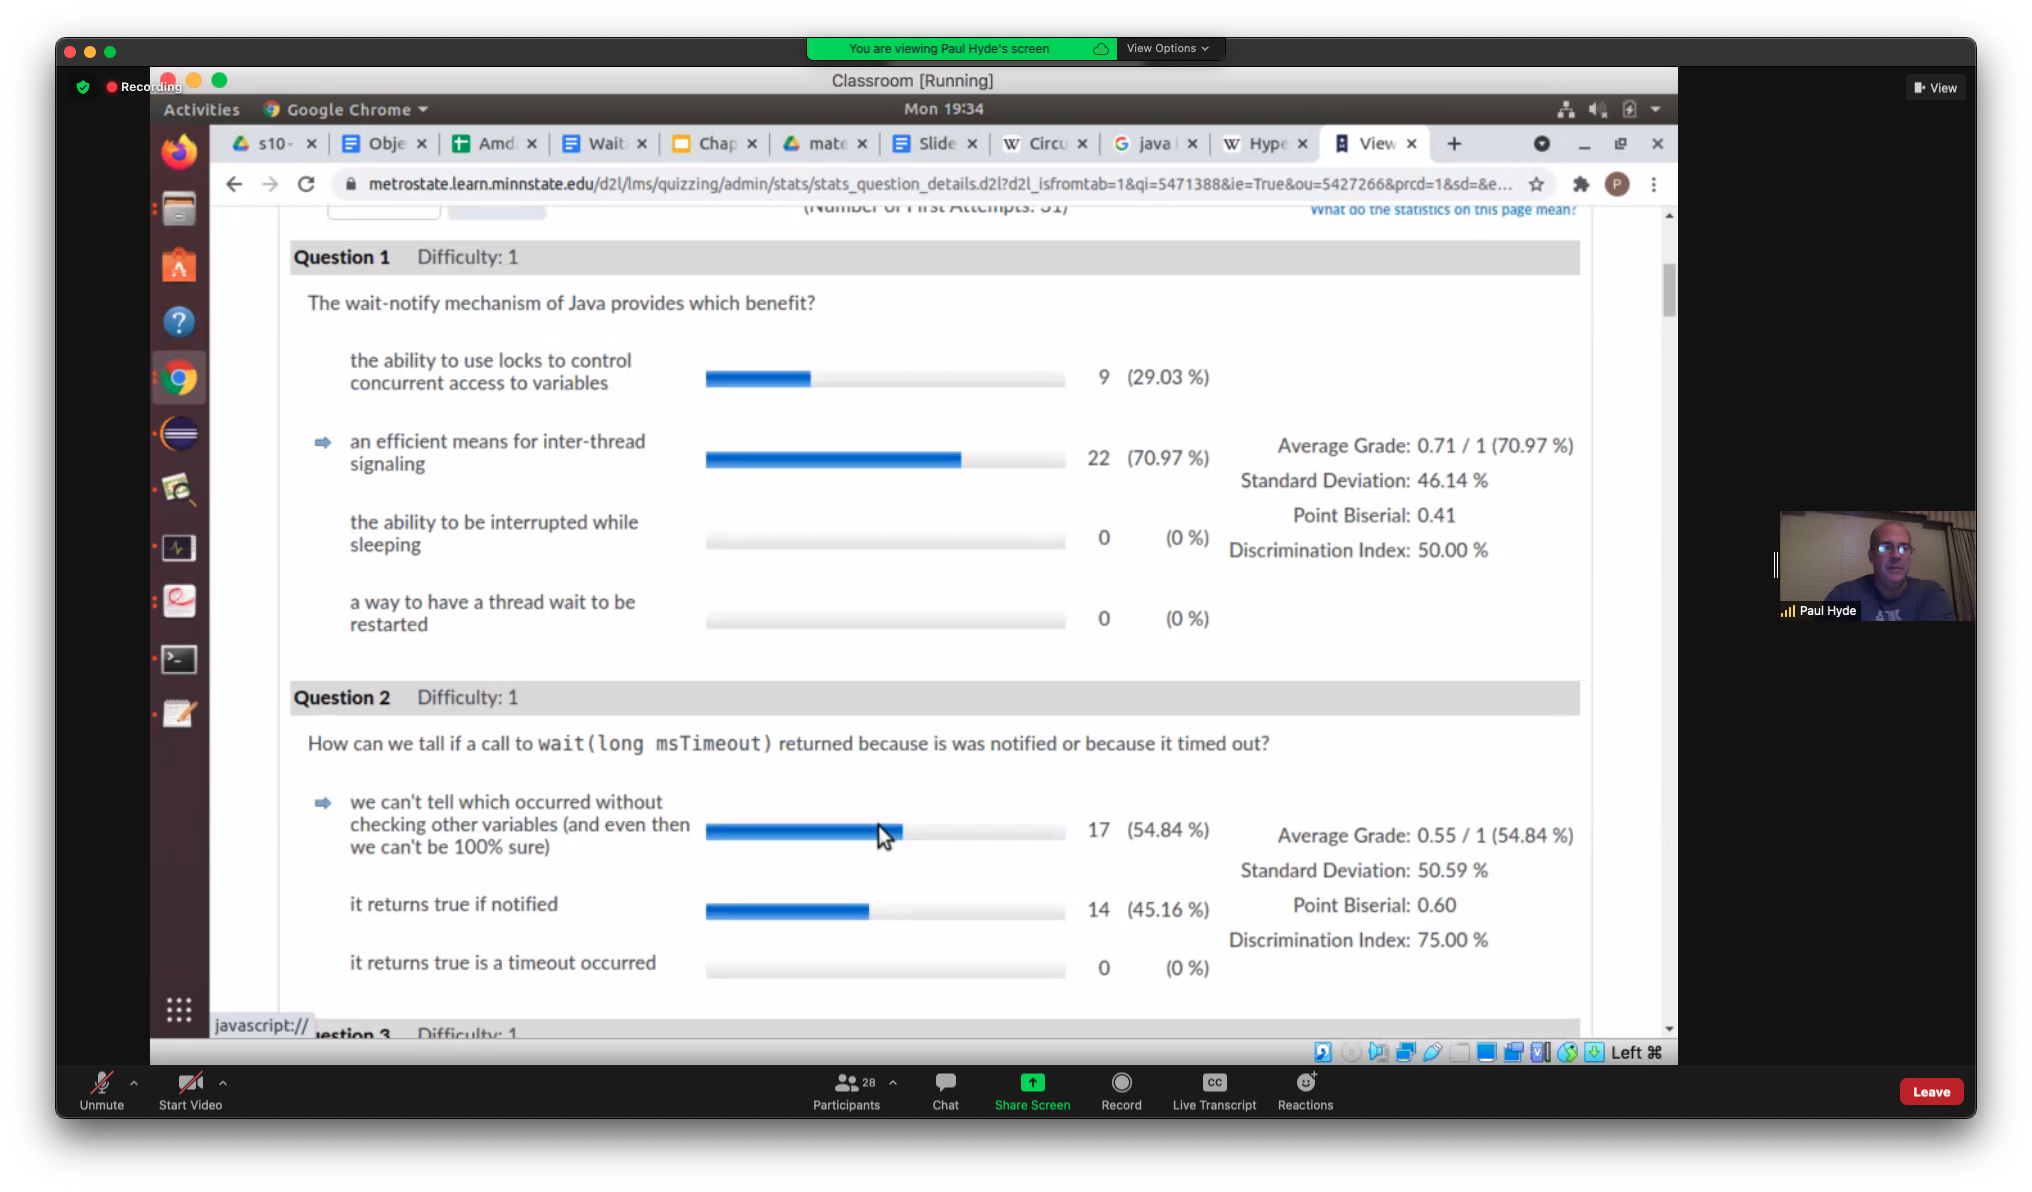 You are viewing Paul Hyde's screen
View Options
Recording
View
Classroom [Running]
Activities
Google Chrome
Mon 19:34
s10-
Obje
Amd
Wait
Chap
mate
Slide
Circu
java
Hype
View
metrostate.learn.minnstate.edu/d2l/lms/quizzing/admin/stats/stats_question_details.d2l?d2l_isfromtab=1&qi=5471388&ie=True&ou=5427266&prcd=1&sd=&e...
P
(Number of First Attempts: 31)
What do the statistics on this page mean?
Question 1 Difficulty: 1
The wait-notify mechanism of Java provides which benefit?
the ability to use locks to control
concurrent access to variables
9 (29.03 %)
an efficient means for inter-thread
signaling
22 (70.97 %)
Average Grade: 0.71 / 1 (70.97 %)
Standard Deviation: 46.14 %
Point Biserial: 0.41
Discrimination Index: 50.00 %
the ability to be interrupted while
sleeping
0 (0 %)
a way to have a thread wait to be
restarted
0 (0 %)
Question 2 Difficulty: 1
How can we tall if a call to wait(long msTimeout) returned because is was notified or because it timed out?
we can't tell which occurred without
checking other variables (and even then
we can't be 100% sure)
17 (54.84 %)
Average Grade: 0.55 / 1 (54.84 %)
Standard Deviation: 50.59 %
Point Biserial: 0.60
Discrimination Index: 75.00 %
it returns true if notified
14 (45.16 %)
it returns true is a timeout occurred
0 (0 %)
javascript://
uestion 3 Difficulty: 1
Left ⌘
Paul Hyde
Unmute
Start Video
28
Participants
Chat
Share Screen
Record
CC
Live Transcript
Reactions
Leave